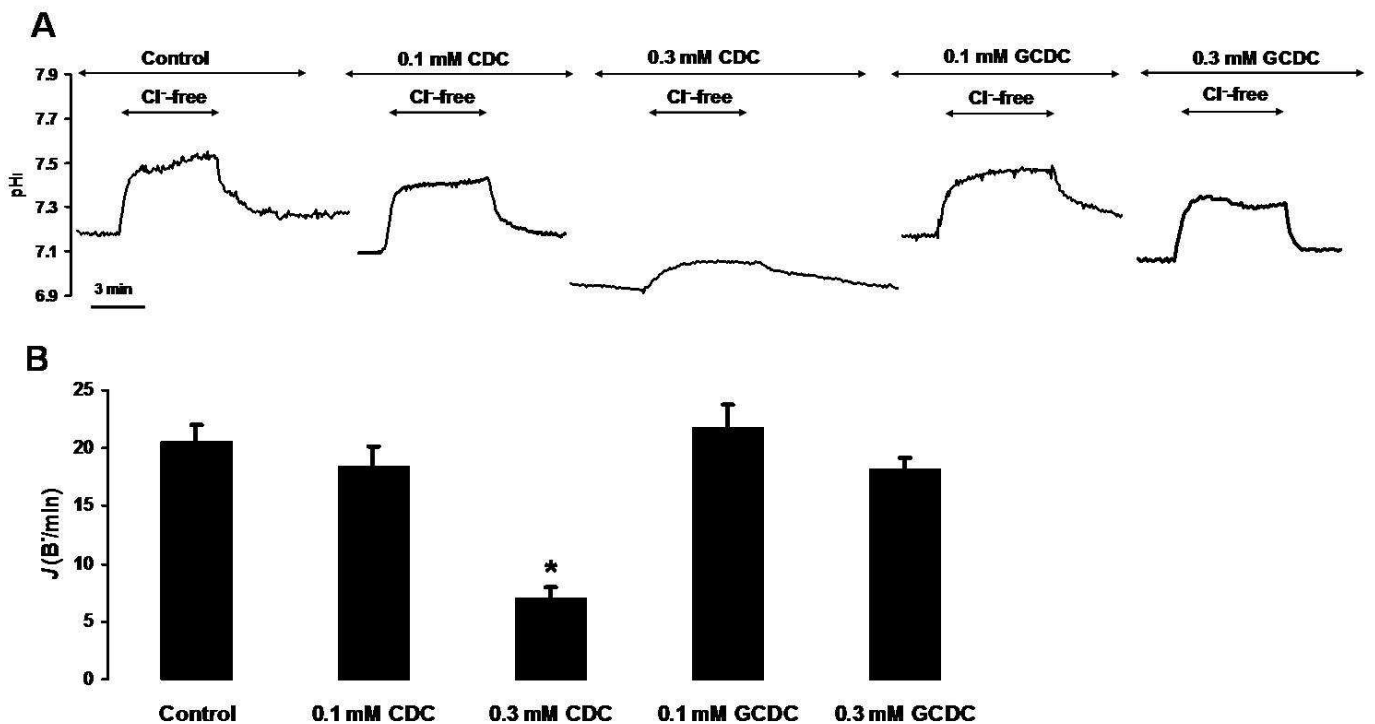 A
Control
0.1 mM CDC
0.3 mM CDC
0.1 mM GCDC
0.3 mM GCDC
Cl⁻-free
Cl⁻-free
Cl⁻-free
Cl⁻-free
Cl⁻-free
7.9
7.7
7.5
7.3
7.1
6.9
pHi
3 min
B
25
20
15
10
5
0
J (B⁻/min)
*
Control
0.1 mM CDC
0.3 mM CDC
0.1 mM GCDC
0.3 mM GCDC